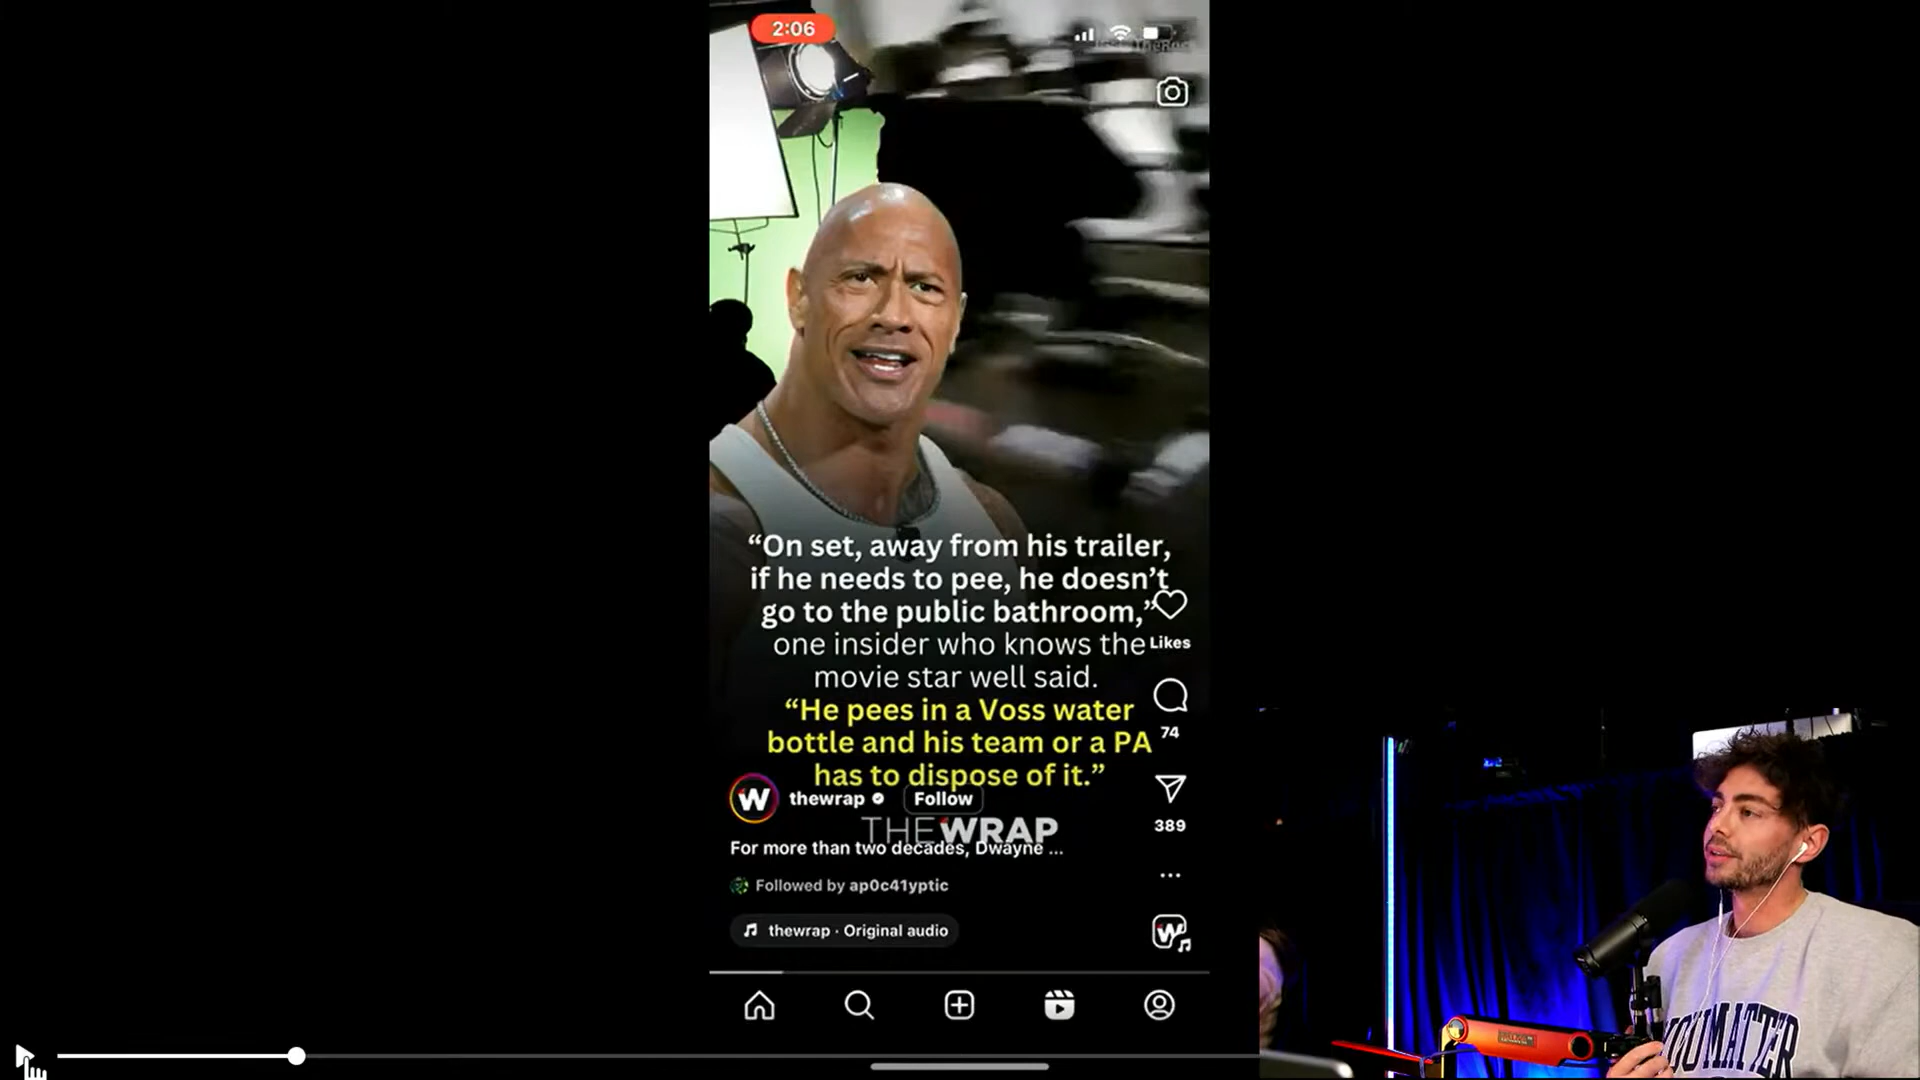 2:06
“On set, away from his trailer,
if he needs to pee, he doesn’t
go to the public bathroom,”
one insider who knows the
movie star well said.
“He pees in a Voss water
bottle and his team or a PA
has to dispose of it.”
Likes
74
389
W
thewrap
Follow
THE WRAP
For more than two decades, Dwayne ...
Followed by ap0c41yptic
thewrap · Original audio
W
YOU MATTER